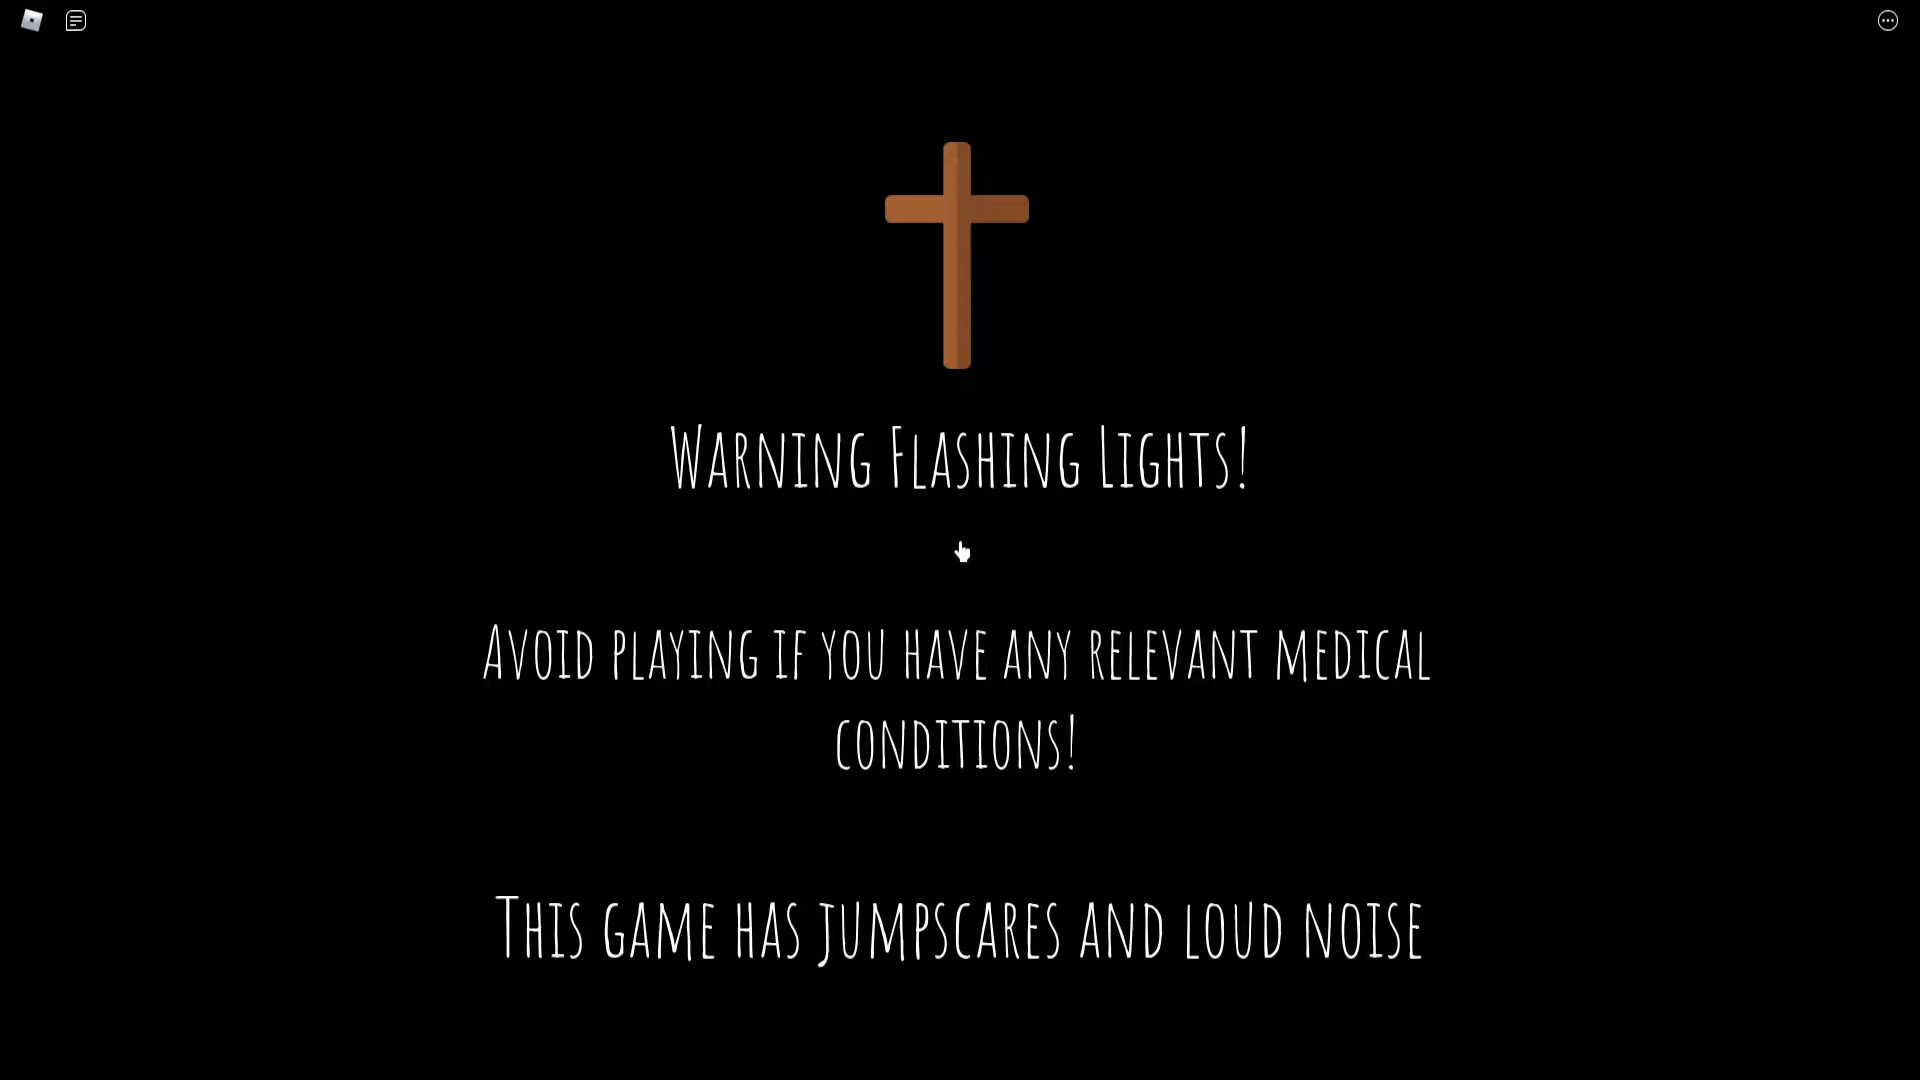 Warning Flashing Lights!
Avoid playing if you have any relevant medical
conditions!
This game has jumpscares and loud noise